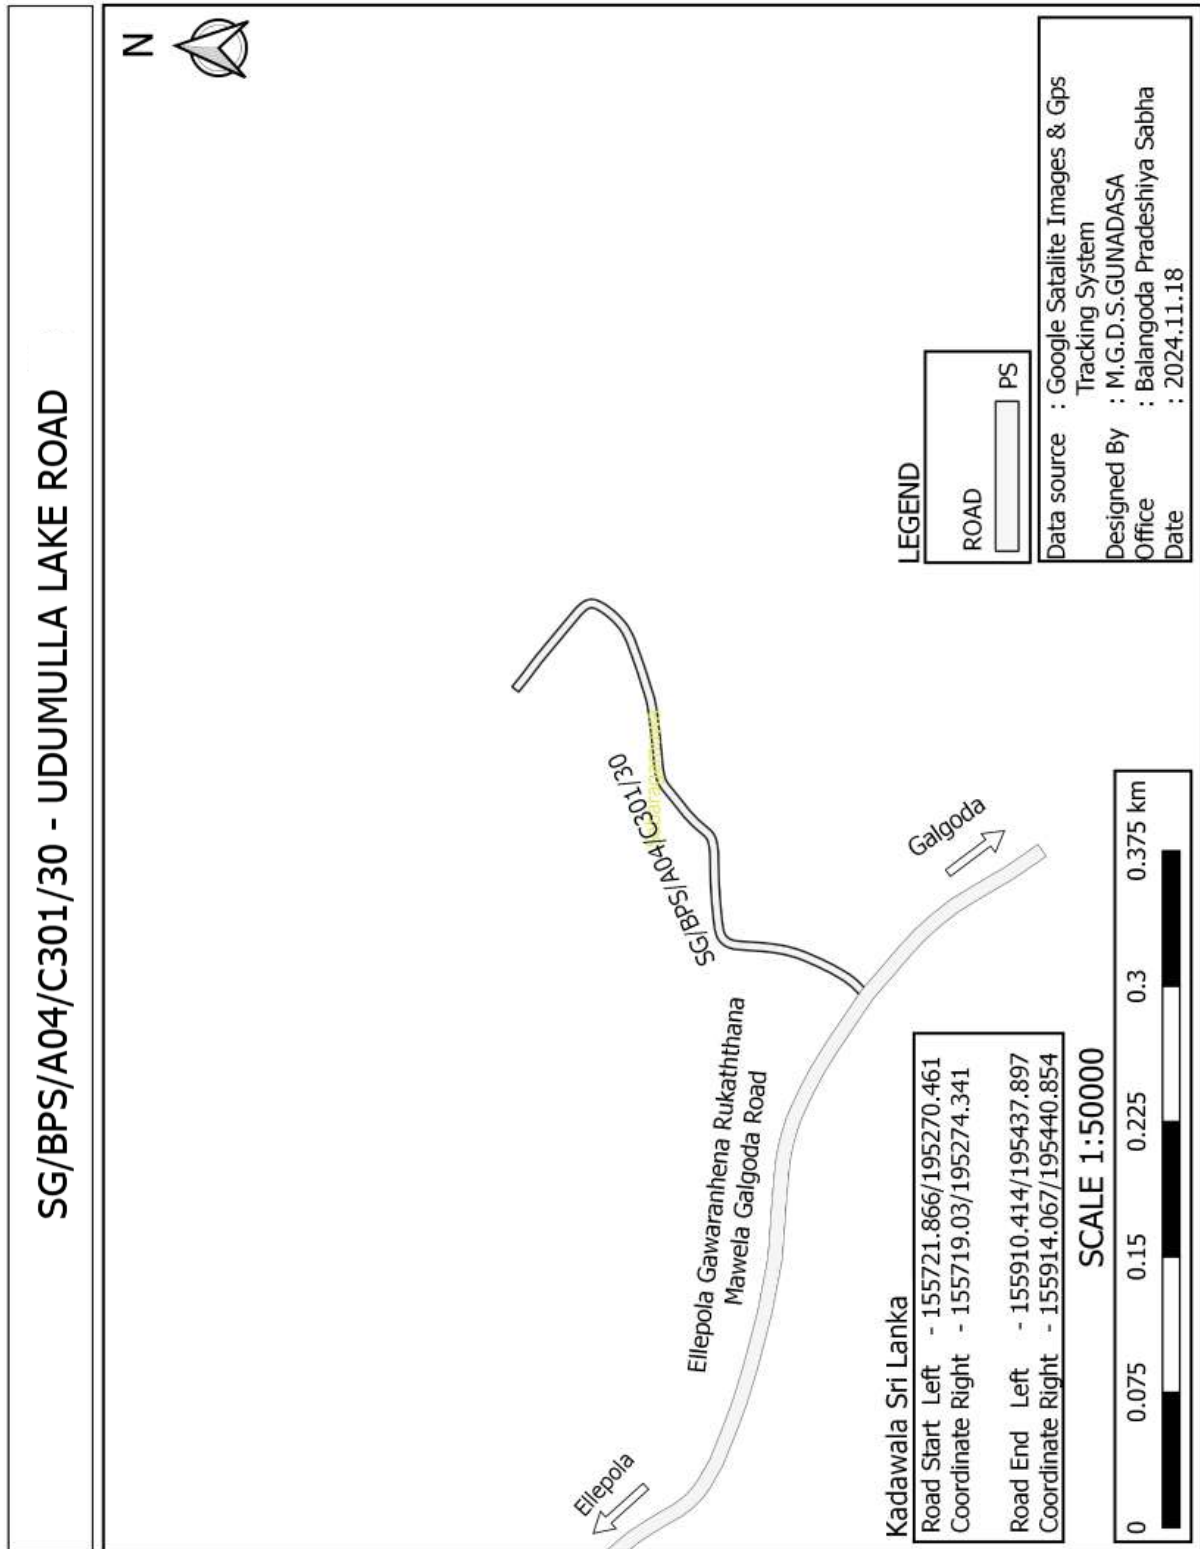 SG/BPS/A04/C301/30 - UDUMULLA LAKE ROAD
N
SG/BPS/A04/C301/30
Galgoda
Ellepola Gawaranhena Rukaththana
Mawela Galgoda Road
Ellepola
Kadawala Sri Lanka
Road Start Left - 155721.866/195270.461
Coordinate Right - 155719.03/195274.341
Road End Left - 155910.414/195437.897
Coordinate Right - 155914.067/195440.854
SCALE 1:50000
0 0.075 0.15 0.225 0.3 0.375 km
LEGEND
ROAD
PS
Data source : Google Satalite Images & Gps
Tracking System
Designed By : M.G.D.S.GUNADASA
Office : Balangoda Pradeshiya Sabha
Date : 2024.11.18